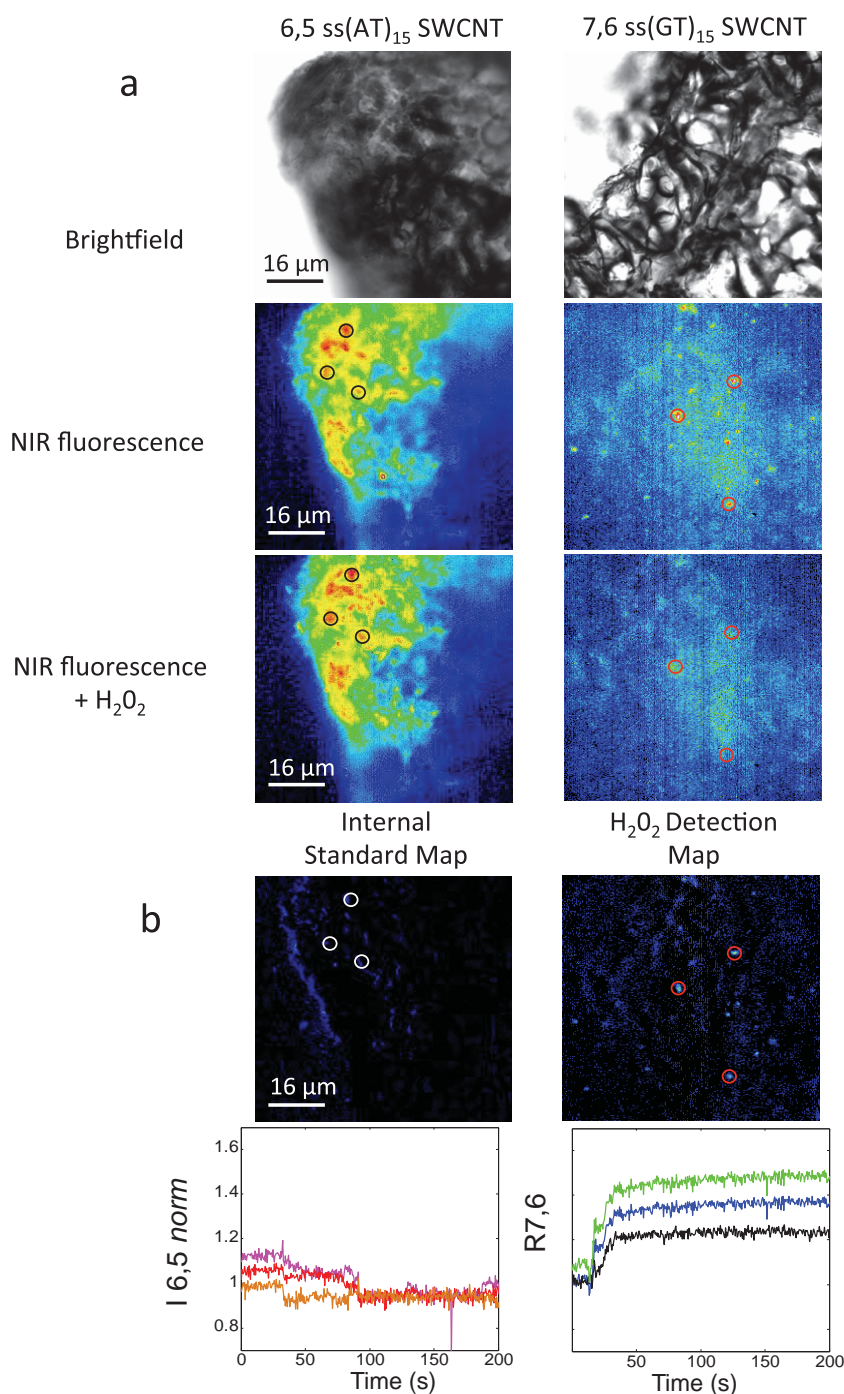 6,5 ss(AT)₁₅ SWCNT
7,6 ss(GT)₁₅ SWCNT
a
Brightfield
16 µm
NIR fluorescence
16 µm
NIR fluorescence
+ H₂0₂
16 µm
Internal
Standard Map
H₂O₂ Detection
Map
b
16 µm
I 6,5 norm
1.6
1.4
1.2
1
0.8
0
50
100
150
200
Time (s)
R7,6
50
100
150
200
Time (s)